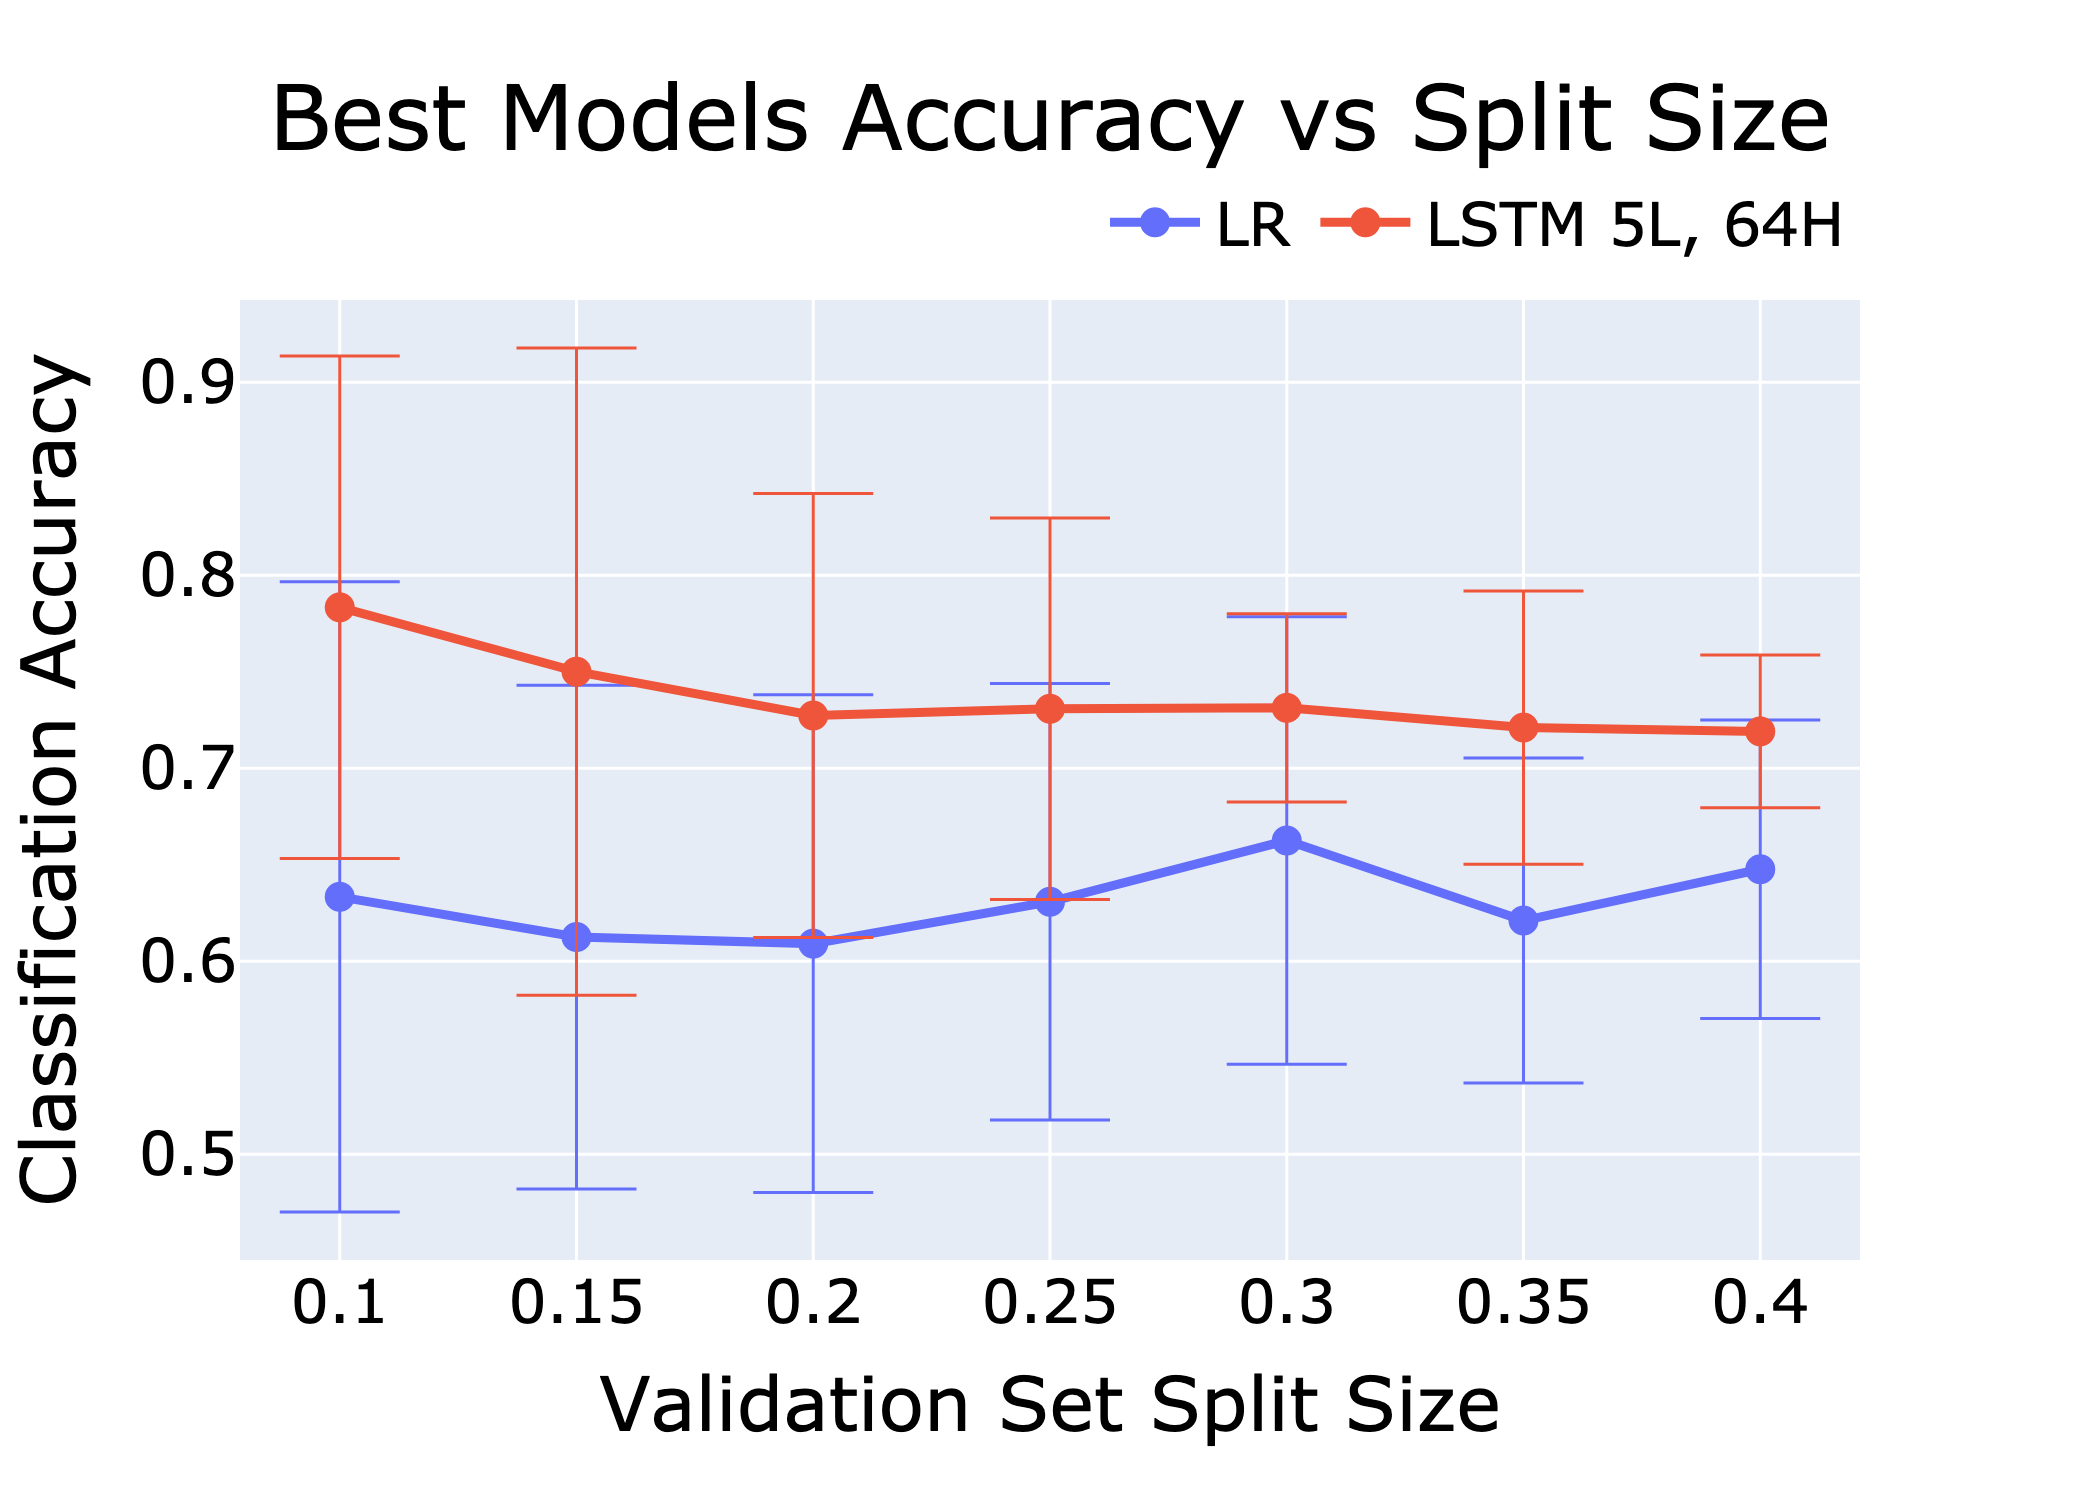 Best Models Accuracy vs Split Size
LR
LSTM 5L, 64H
Classification Accuracy
0.9
0.8
0.7
0.6
0.5
0.1 0.15 0.2 0.25 0.3 0.35 0.4
Validation Set Split Size